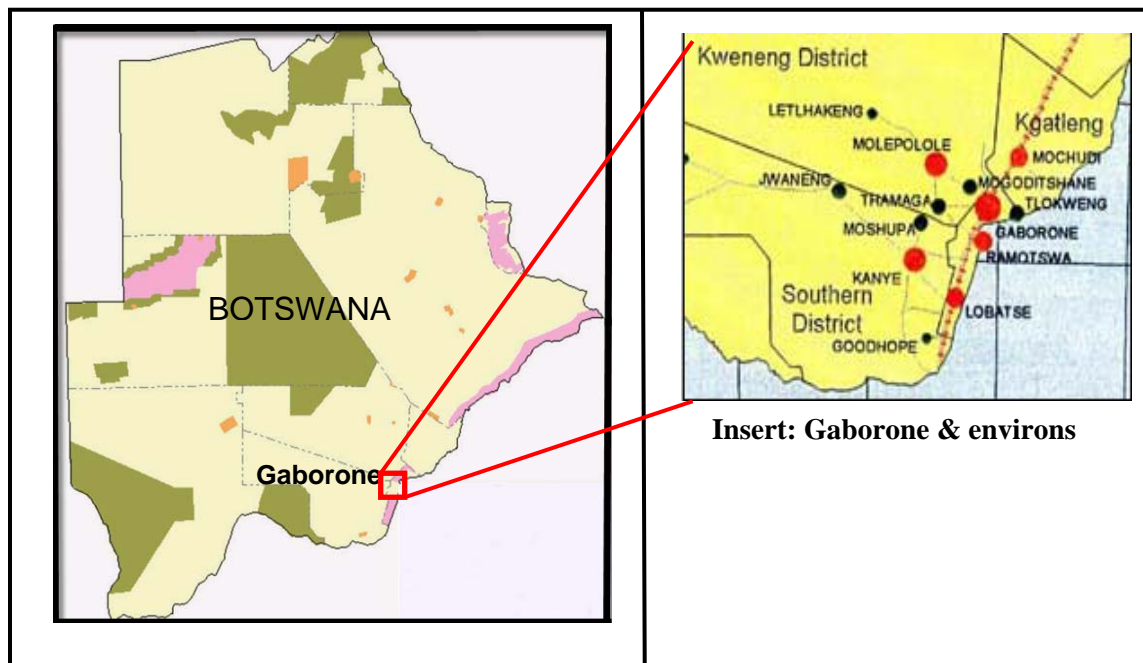 BOTSWANA
Gaborone
Kweneng District
LETLHAKENG
Kgatleng
MOLEPOLOLE
MOCHUDI
JWANENG
MOGODITSHANE
THAMAGA
TLOKWENG
MOSHUPA
GABORONE
RAMOTSWA
KANYE
Southern
District
LOBATSE
GOODHOPE
Insert: Gaborone & environs